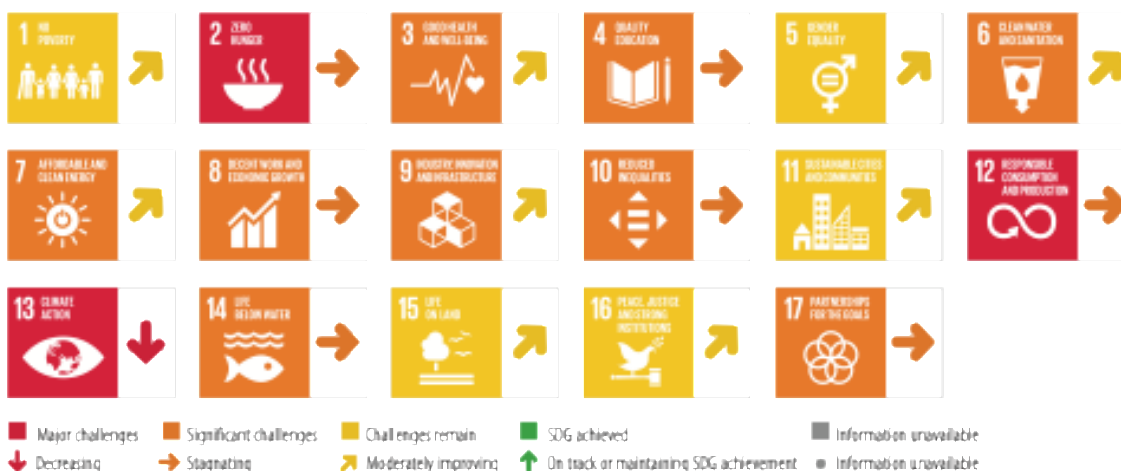 1 NO
POVERTY
2 ZERO
HUNGER
3 GOOD HEALTH
AND WELL-BEING
4 QUALITY
EDUCATION
5 GENDER
EQUALITY
6 CLEAN WATER
AND SANITATION
7 AFFORDABLE AND
CLEAN ENERGY
8 DECENT WORK AND
ECONOMIC GROWTH
9 INDUSTRY, INNOVATION
AND INFRASTRUCTURE
10 REDUCED
INEQUALITIES
11 SUSTAINABLE CITIES
AND COMMUNITIES
12 RESPONSIBLE
CONSUMPTION
AND PRODUCTION
13 CLIMATE
ACTION
14 LIFE
BELOW WATER
15 LIFE
ON LAND
16 PEACE, JUSTICE
AND STRONG
INSTITUTIONS
17 PARTNERSHIPS
FOR THE GOALS
Major challenges Significant challenges Challenges remain SDG achieved Information unavailable
Decreasing Stagnating Moderately improving On track or maintaining SDG achievement Information unavailable